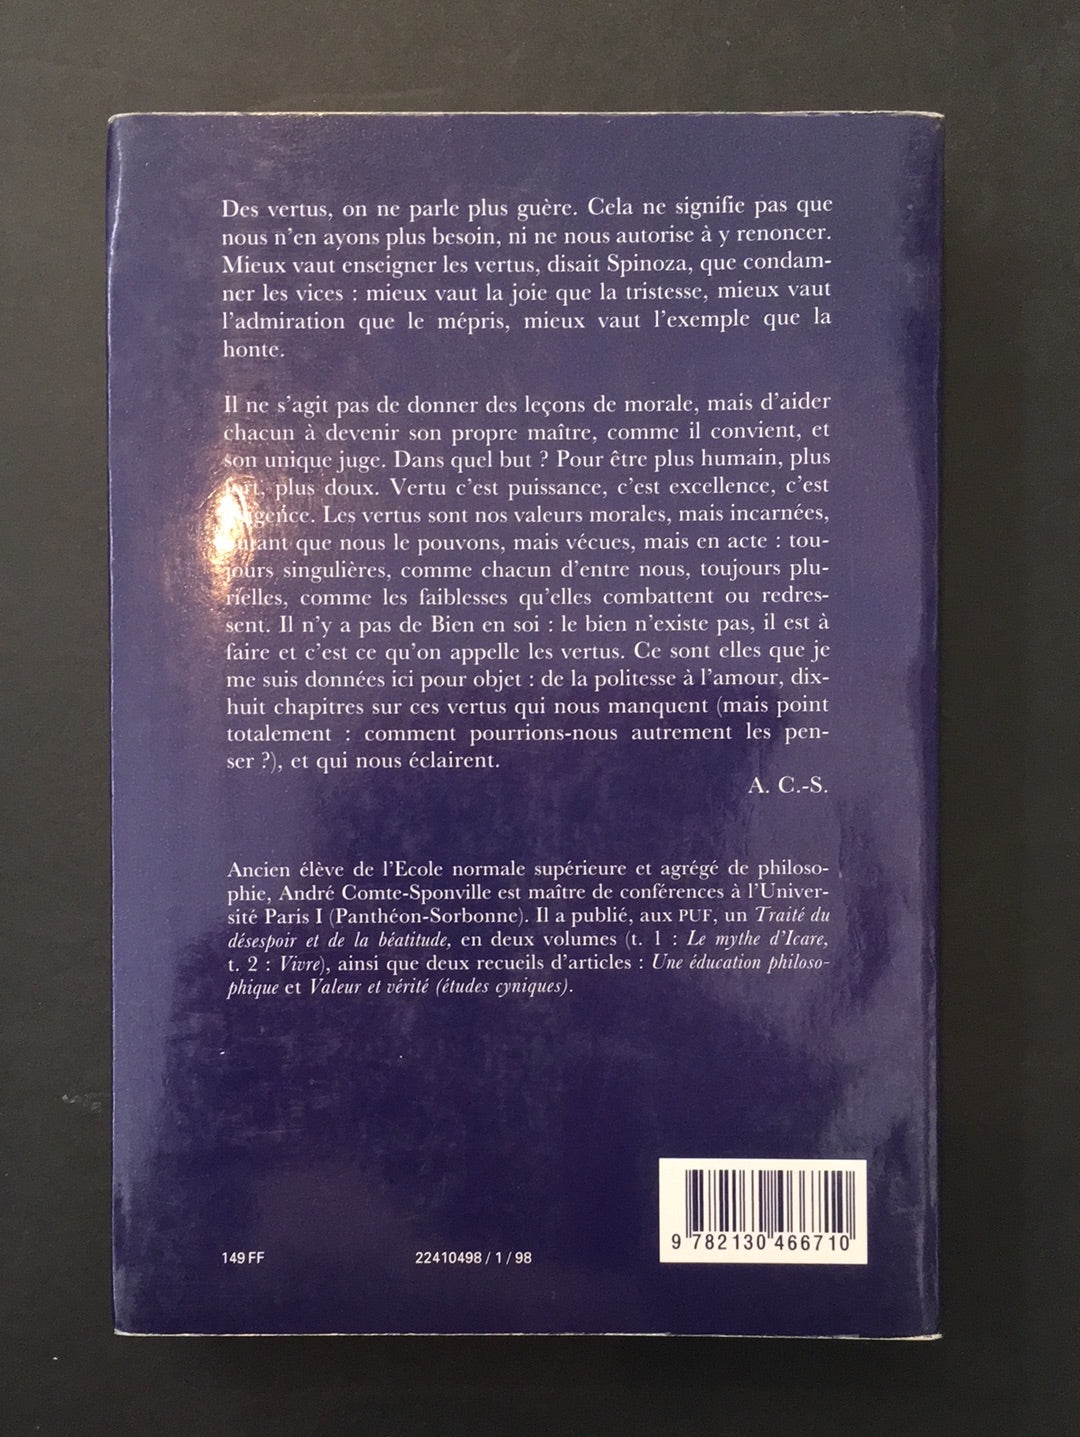 Des vertus, on ne parle plus guère. Cela ne signifie pas que
nous n'en ayons plus besoin, ni ne nous autorise à y renoncer.
Mieux vaut enseigner les vertus, disait Spinoza, que condam-
ner les vices : mieux vaut la joie que la tristesse, mieux vaut
l'admiration que le mépris, mieux vaut l'exemple que la
honte.
Il ne s'agit pas de donner des leçons de morale, mais d'aider
chacun à devenir son propre maître, comme il convient, et
son unique juge. Dans quel but ? Pour être plus humain, plus
plus doux. Vertu c'est puissance, c'est excellence, c'est
Les vertus sont nos valeurs morales, mais incarnées,
autant que nous le pouvons, mais vécues, mais en acte : tou-
jours singulières, comme chacun d'entre nous, toujours plu-
rielles, comme les faiblesses qu'elles combattent ou redres-
sent. Il n'y a pas de Bien en soi : le bien n'existe pas, il est à
faire et c'est ce qu'on appelle les vertus. Ce sont elles que je
me suis données ici pour objet : de la politesse à l'amour, dix-
huit chapitres sur ces vertus qui nous manquent (mais point
totalement : comment pourrions-nous autrement les pen-
ser ?), et qui nous éclairent.
A. C.-S.
Ancien élève de l'Ecole normale supérieure et agrégé de philoso-
phie, André Comte-Sponville est maître de conférences à l'Univer-
sité Paris I (Panthéon-Sorbonne). Il a publié, aux PUF, un Traité du
désespoir et de la béatitude, en deux volumes (t. 1 : Le mythe d'Icare,
t. 2 : Vivre), ainsi que deux recueils d'articles : Une éducation philoso-
phique et Valeur et vérité (études cyniques).
149 FF
22410498 / 1 / 98
9 782130 466710